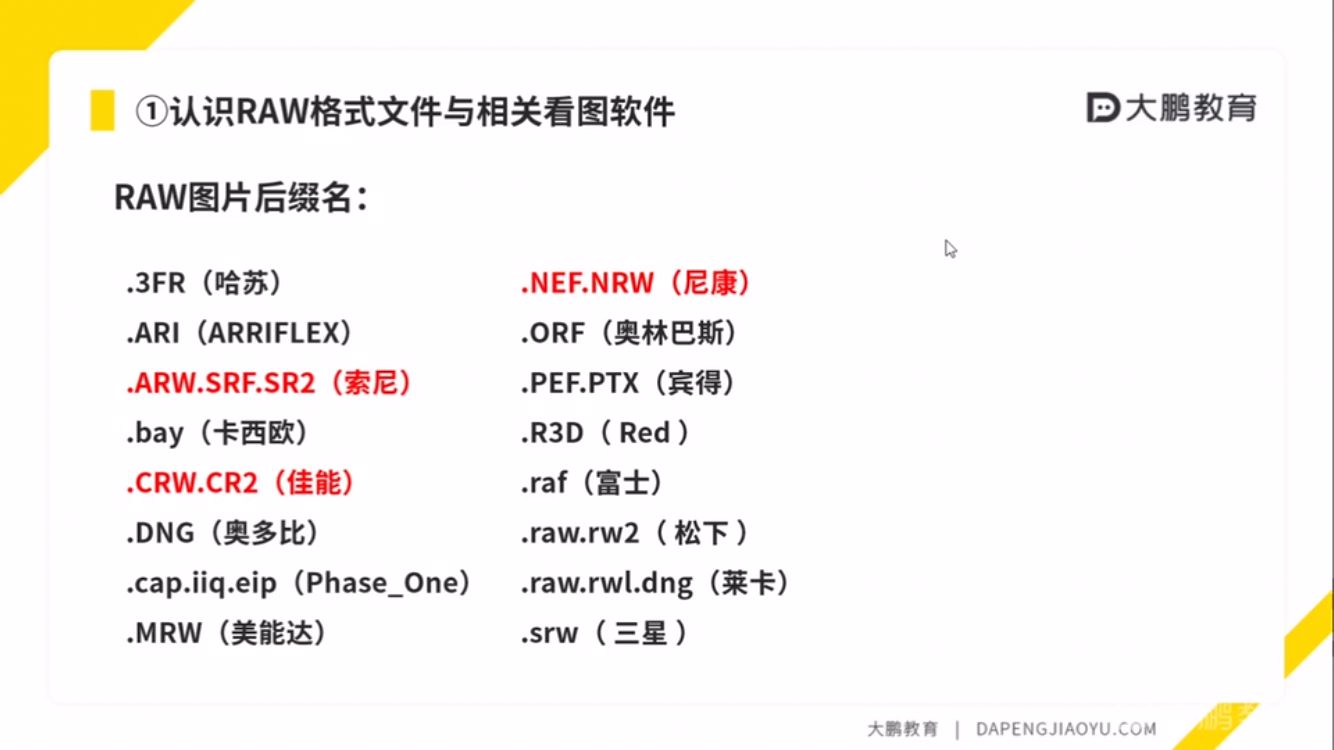 ①认识RAW格式文件与相关看图软件
大鹏教育
RAW图片后缀名：
.3FR（哈苏）
.ARI（ARRIFLEX）
.ARW.SRF.SR2（索尼）
.bay（卡西欧）
.CRW.CR2（佳能）
.DNG（奥多比）
.cap.iiq.eip（Phase_One）
.MRW（美能达）
.NEF.NRW（尼康）
.ORF（奥林巴斯）
.PEF.PTX（宾得）
.R3D（ Red ）
.raf（富士）
.raw.rw2（ 松下 ）
.raw.rwl.dng（莱卡）
.srw（ 三星 ）
大鹏教育 | DAPENGJIAOYU.COM